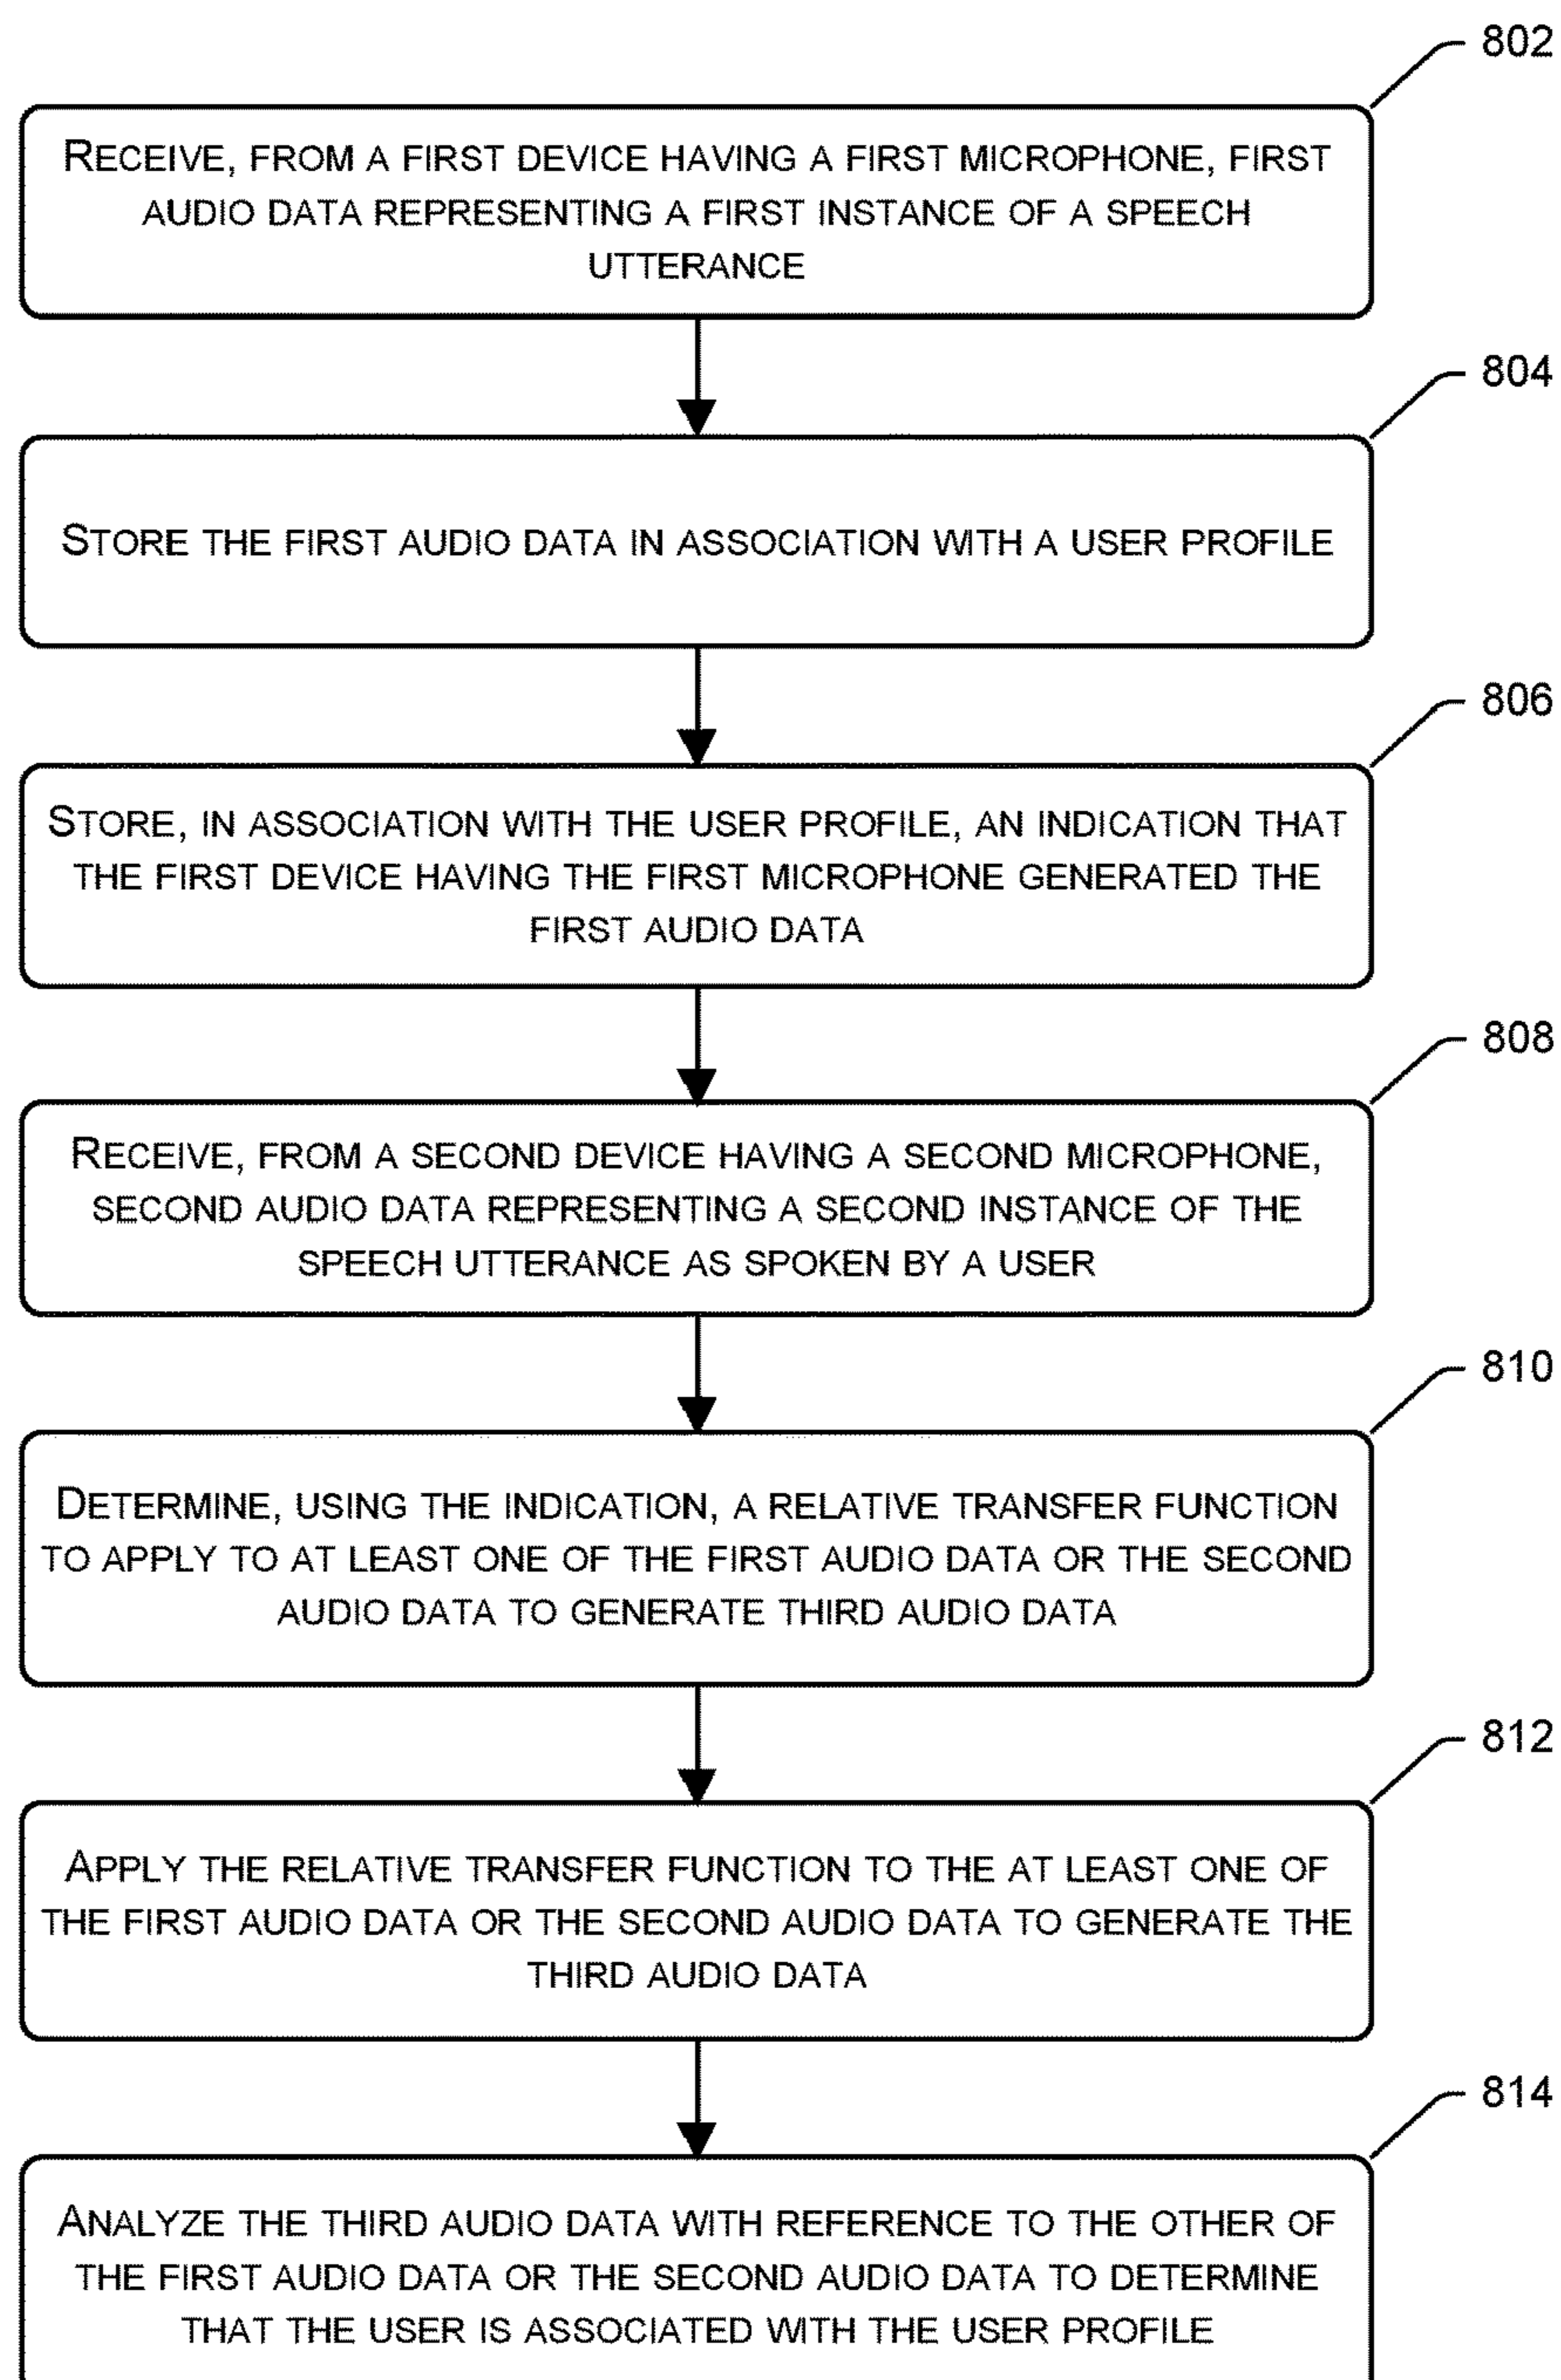 802
RECEIVE, FROM A FIRST DEVICE HAVING A FIRST MICROPHONE, FIRST
AUDIO DATA REPRESENTING A FIRST INSTANCE OF A SPEECH
UTTERANCE
804
STORE THE FIRST AUDIO DATA IN ASSOCIATION WITH A USER PROFILE
806
STORE, IN ASSOCIATION WITH THE USER PROFILE, AN INDICATION THAT
THE FIRST DEVICE HAVING THE FIRST MICROPHONE GENERATED THE
FIRST AUDIO DATA
808
RECEIVE, FROM A SECOND DEVICE HAVING A SECOND MICROPHONE,
SECOND AUDIO DATA REPRESENTING A SECOND INSTANCE OF THE
SPEECH UTTERANCE AS SPOKEN BY A USER
810
DETERMINE, USING THE INDICATION, A RELATIVE TRANSFER FUNCTION
TO APPLY TO AT LEAST ONE OF THE FIRST AUDIO DATA OR THE SECOND
AUDIO DATA TO GENERATE THIRD AUDIO DATA
812
APPLY THE RELATIVE TRANSFER FUNCTION TO THE AT LEAST ONE OF
THE FIRST AUDIO DATA OR THE SECOND AUDIO DATA TO GENERATE THE
THIRD AUDIO DATA
814
ANALYZE THE THIRD AUDIO DATA WITH REFERENCE TO THE OTHER OF
THE FIRST AUDIO DATA OR THE SECOND AUDIO DATA TO DETERMINE
THAT THE USER IS ASSOCIATED WITH THE USER PROFILE